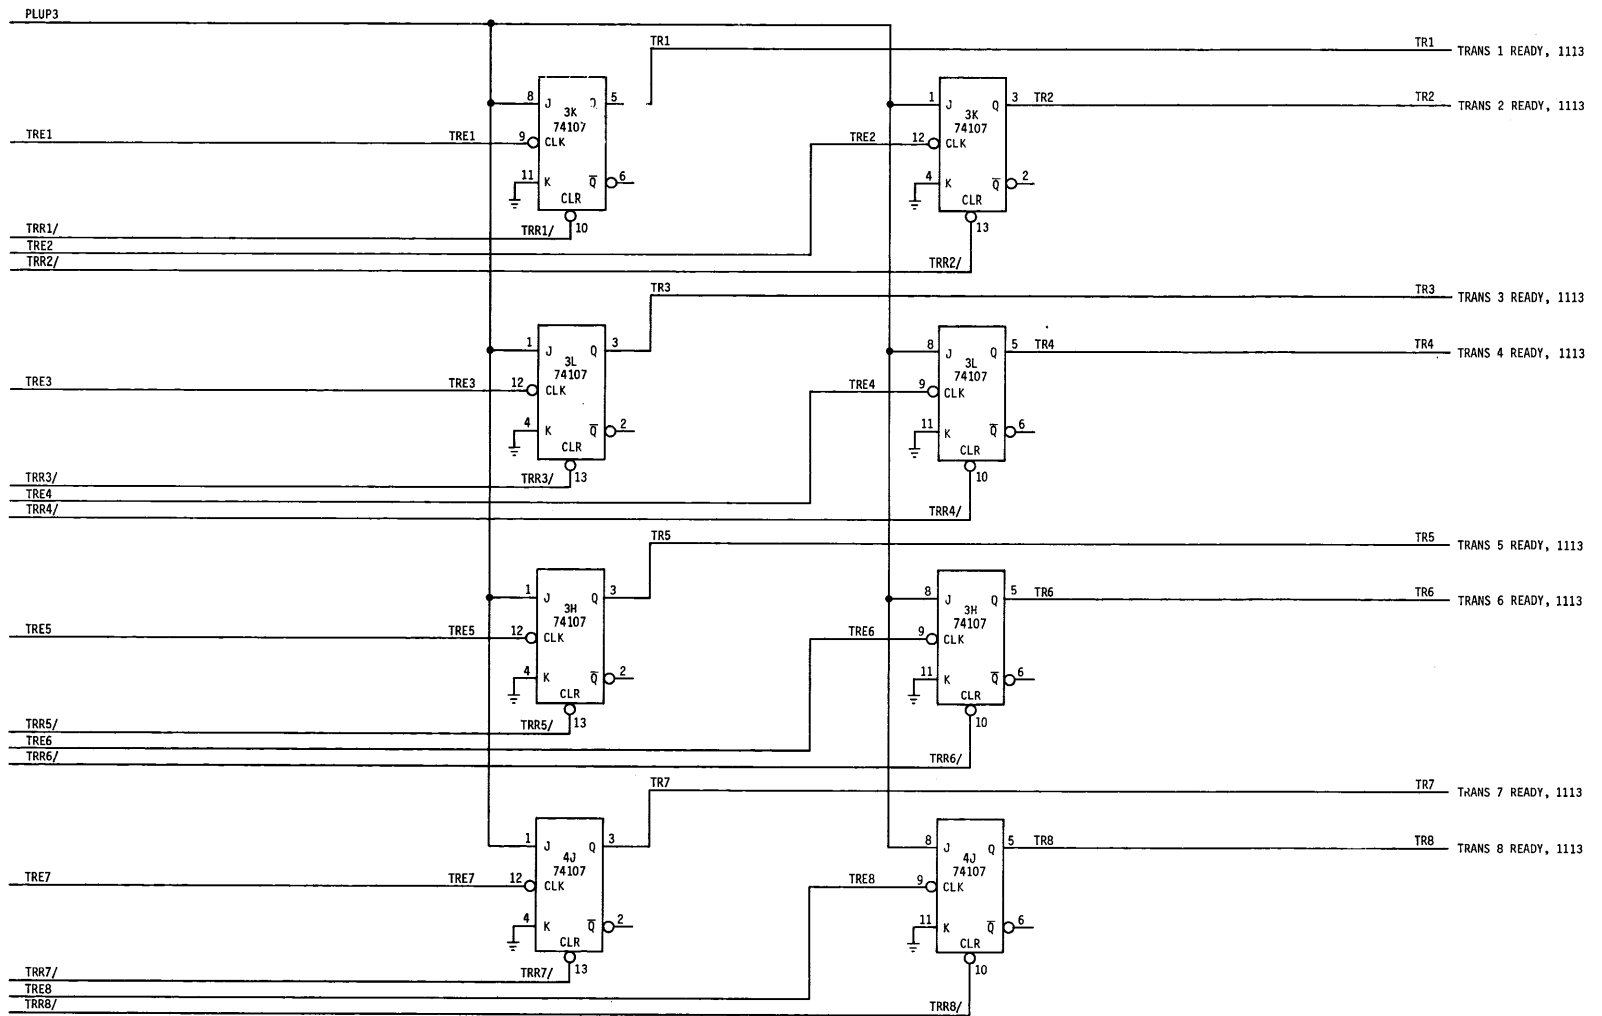 PLUP3
TR1 TR1 TRANS 1 READY, 1113
8 J 5 1 J Q 3 TR2 TR2 TRANS 2 READY, 1113
3K 3K
74107 74107
TRE1 TRE1 9 CLK TRE2 12 CLK
11 K Q̅ 6 4 K Q̅ 2
CLR CLR
TRR1/ TRR1/ 10 13
TRE2
TRR2/ TRR2/
TR3 TR3 TRANS 3 READY, 1113
1 J Q 3 8 J Q 5 TR4 TR4 TRANS 4 READY, 1113
3L 3L
74107 74107
TRE3 TRE3 12 CLK TRE4 9 CLK
4 K Q̅ 2 11 K Q̅ 6
CLR CLR
TRR3/ TRR3/ 13 10
TRE4
TRR4/ TRR4/
TR5 TR5 TRANS 5 READY, 1113
1 J Q 3 8 J Q 5 TR6 TR6 TRANS 6 READY, 1113
3H 3H
74107 74107
TRE5 TRE5 12 CLK TRE6 9 CLK
4 K Q̅ 2 11 K Q̅ 6
CLR CLR
TRR5/ TRR5/ 13 10
TRE6
TRR6/ TRR6/
TR7 TR7 TRANS 7 READY, 1113
1 J Q 3 8 J Q 5 TR8 TR8 TRANS 8 READY, 1113
4J 4J
74107 74107
TRE7 TRE7 12 CLK TRE8 9 CLK
4 K Q̅ 2 11 K Q̅ 6
CLR CLR
TRR7/ TRR7/ 13 10
TRE8
TRR8/ TRR8/